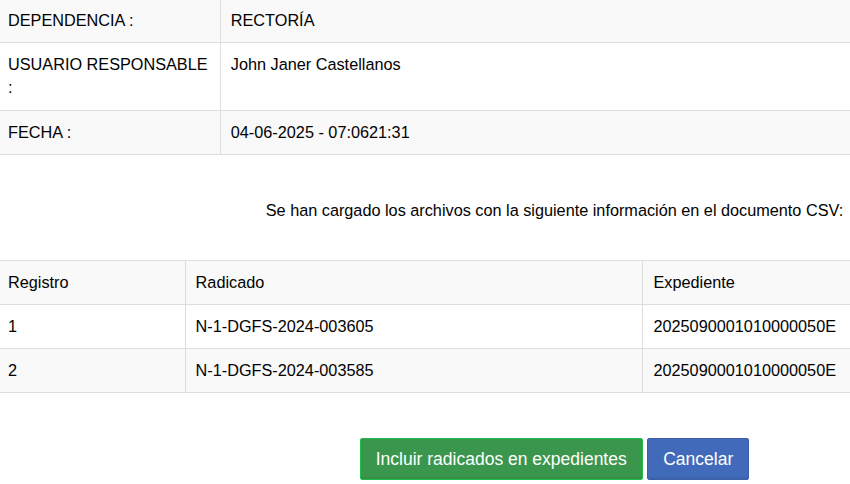 DEPENDENCIA :
RECTORÍA
USUARIO RESPONSABLE :
John Janer Castellanos
FECHA :
04-06-2025 - 07:0621:31
Se han cargado los archivos con la siguiente información en el documento CSV:
Registro Radicado Expediente
1 N-1-DGFS-2024-003605 2025090001010000050E
2 N-1-DGFS-2024-003585 2025090001010000050E
Incluir radicados en expedientes Cancelar